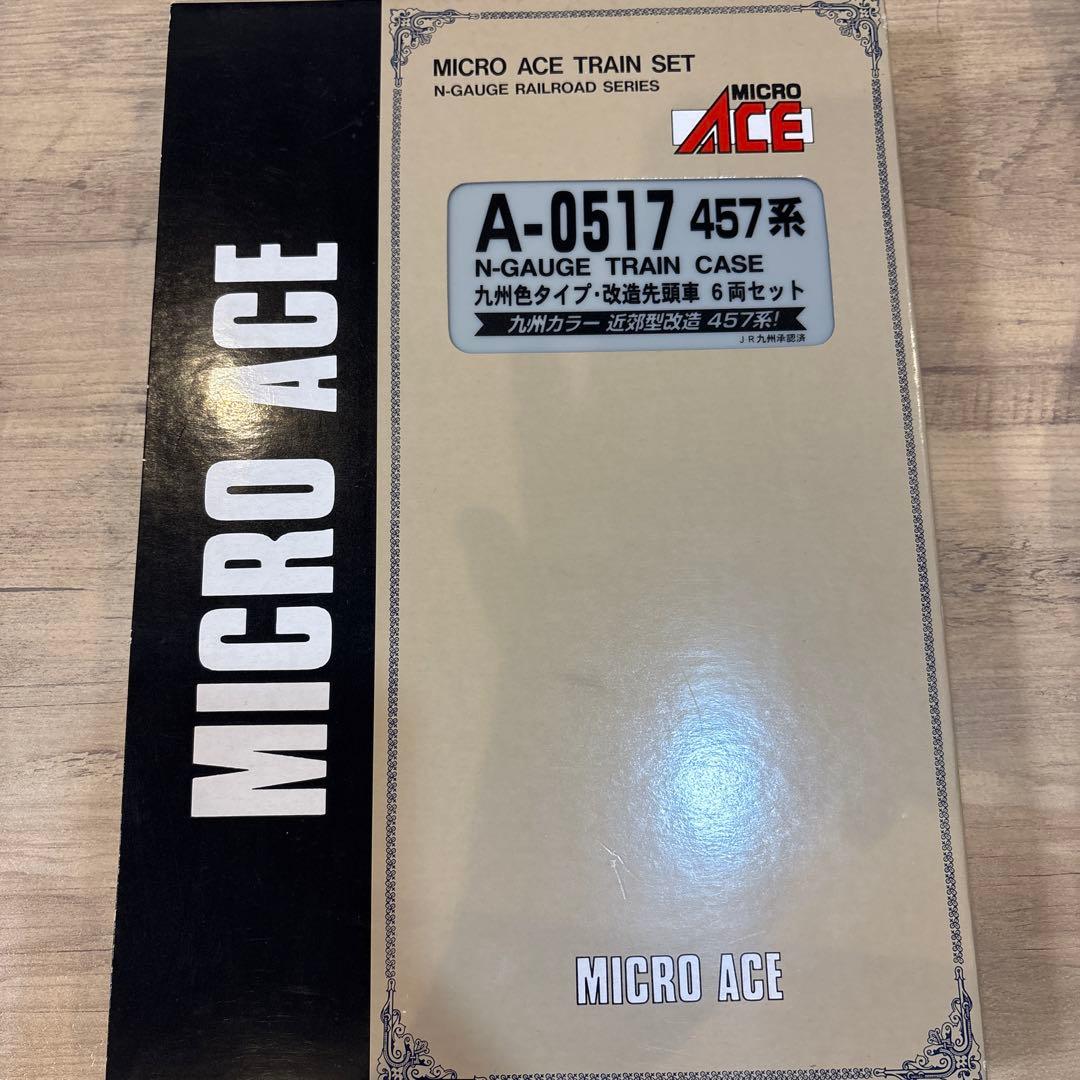 MICRO ACE TRAIN SET
N-GAUGE RAILROAD SERIES
MICRO
ACE
A-0517 457系
N-GAUGE TRAIN CASE
九州色タイプ・改造先頭車 6両セット
九州カラー 近郊型改造 457系!
JR九州承認済
MICRO ACE
MICRO ACE